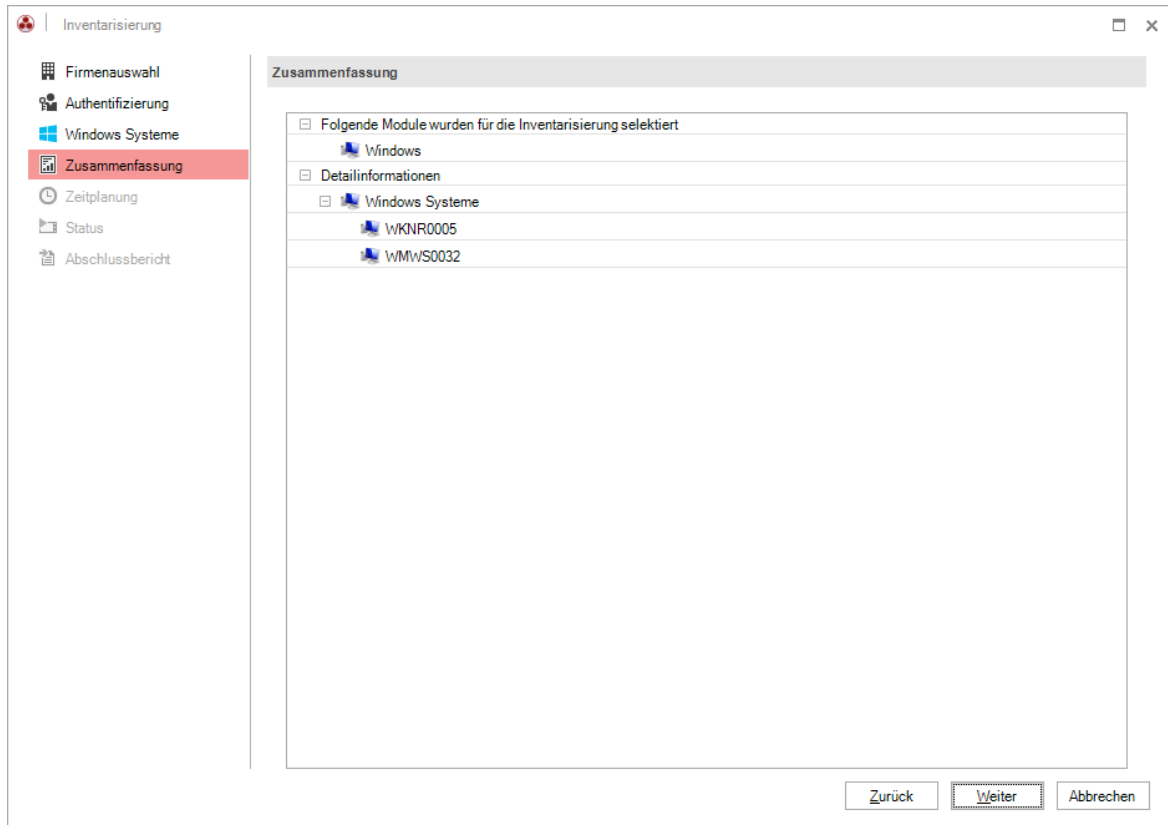 Inventarisierung
Firmenauswahl
Authentifizierung
Windows Systeme
Zusammenfassung
Zeitplanung
Status
Abschlussbericht
Zusammenfassung
Folgende Module wurden für die Inventarisierung selektiert
Windows
Detailinformationen
Windows Systeme
WKNR0005
WMWS0032
Zurück Weiter Abbrechen